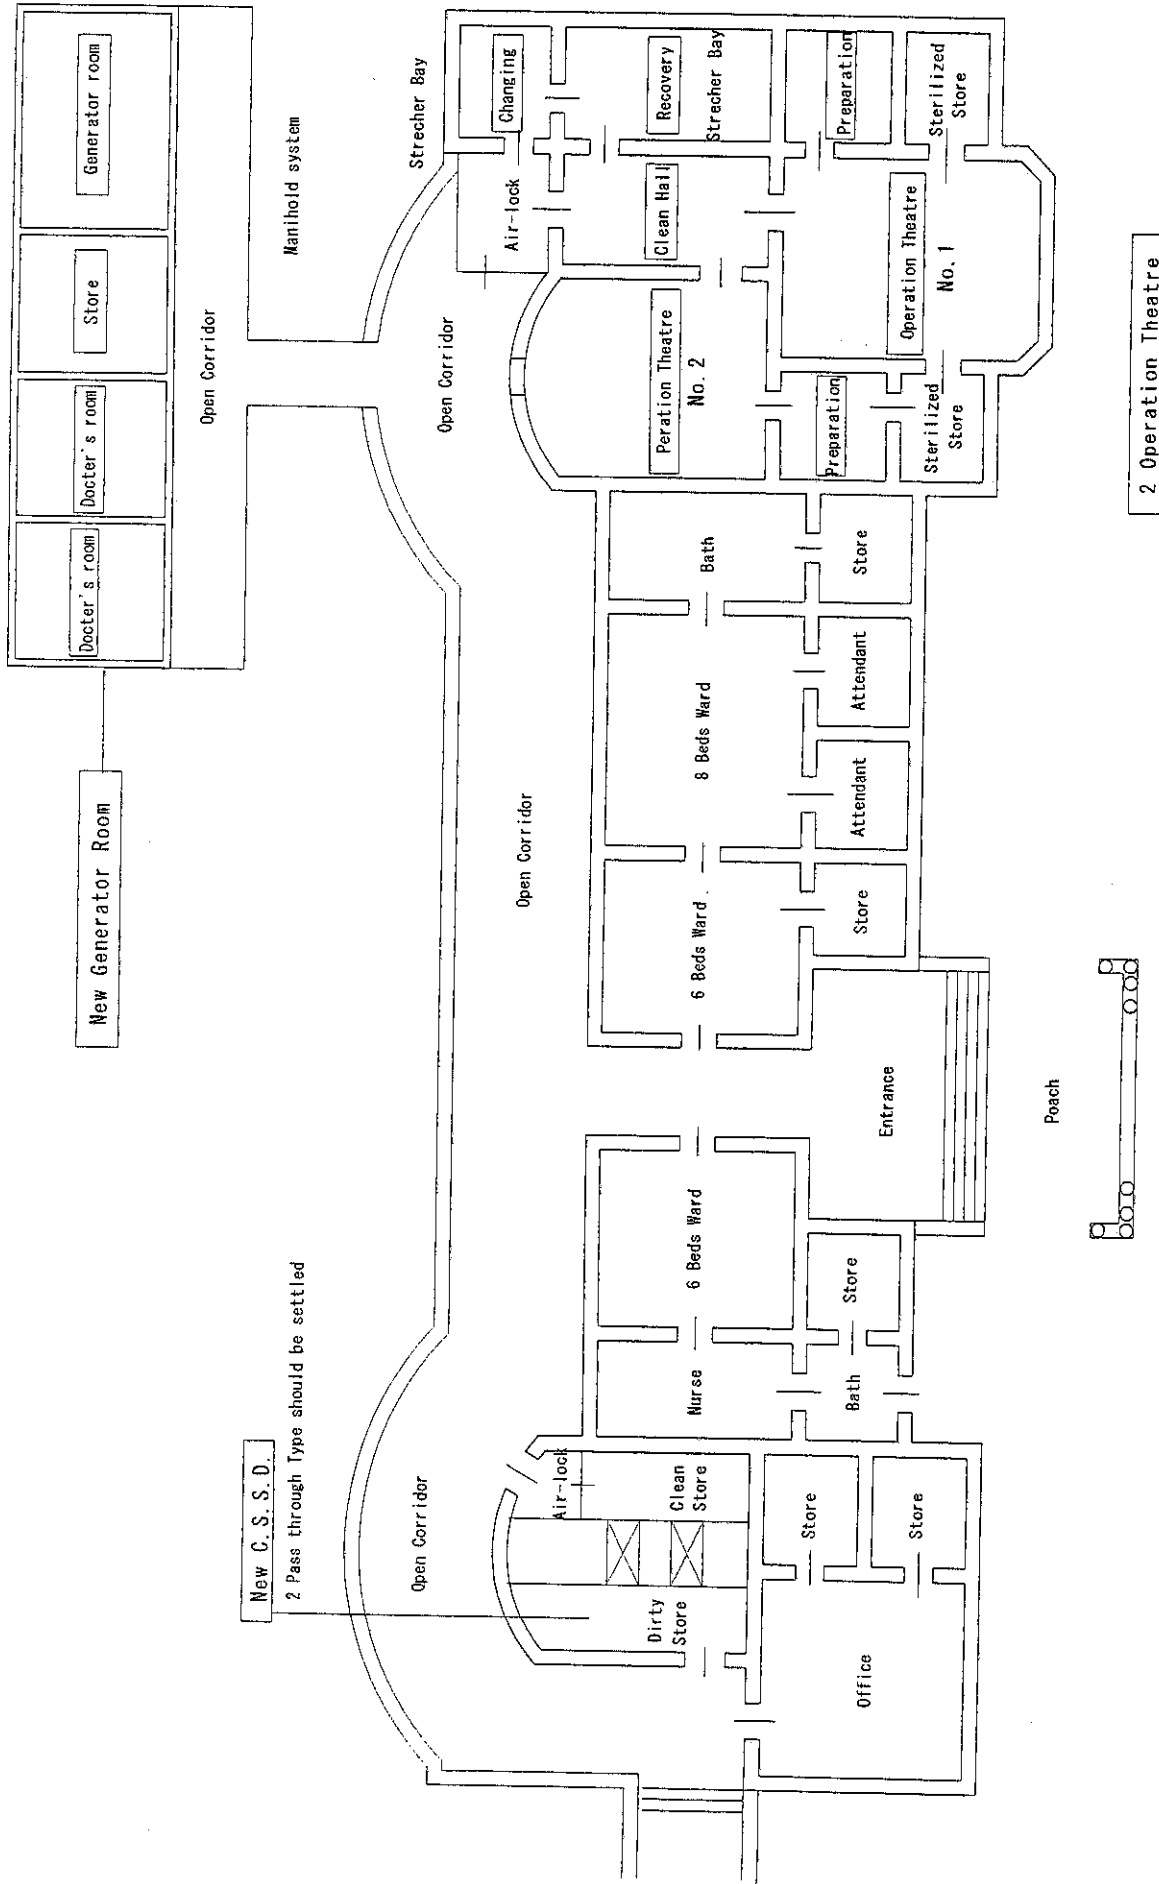 Generator room
Store
Docter's room
Docter's room
New Generator Room
Open Corridor
Manihold system
Strecher Bay
Open Corridor
Open Corridor
Open Corridor
New C.S.S.D.
2 Pass through Type should be settled
Changing
Air-lock
Recovery
Strecher Bay
Clean Hall
Preparation
Sterilized
Store
Peration Theatre
No. 2
Operation Theatre
No. 1
Preparation
Sterilized
Store
Bath
Store
8 Beds Ward
Attendant
Attendant
6 Beds Ward
Store
Entrance
Poach
6 Beds Ward
Store
Nurse
Bath
Air-lock
Clean
Store
Dirty
Store
Store
Store
Office
2 Operation Theatre